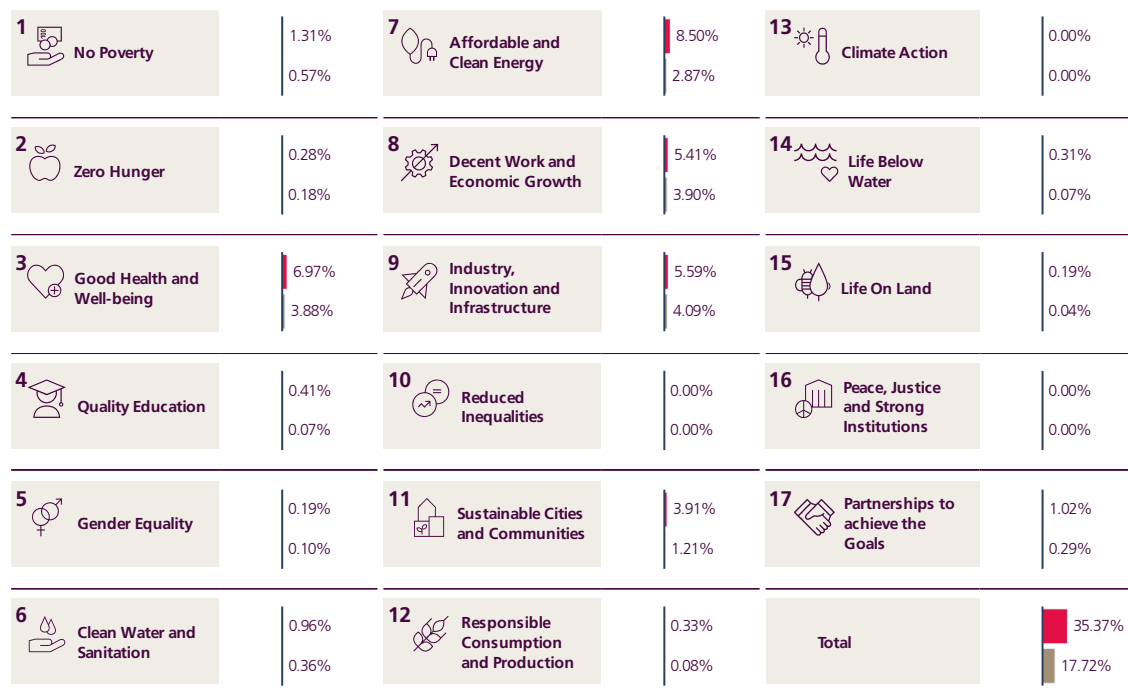 1
No Poverty
1.31%
0.57%
2
Zero Hunger
0.28%
0.18%
3
Good Health and
Well-being
6.97%
3.88%
4
Quality Education
0.41%
0.07%
5
Gender Equality
0.19%
0.10%
6
Clean Water and
Sanitation
0.96%
0.36%
7
Affordable and
Clean Energy
8.50%
2.87%
8
Decent Work and
Economic Growth
5.41%
3.90%
9
Industry,
Innovation and
Infrastructure
5.59%
4.09%
10
Reduced
Inequalities
0.00%
0.00%
11
Sustainable Cities
and Communities
3.91%
1.21%
12
Responsible
Consumption
and Production
0.33%
0.08%
13
Climate Action
0.00%
0.00%
14
Life Below
Water
0.31%
0.07%
15
Life On Land
0.19%
0.04%
16
Peace, Justice
and Strong
Institutions
0.00%
0.00%
17
Partnerships to
achieve the
Goals
1.02%
0.29%
Total
35.37%
17.72%